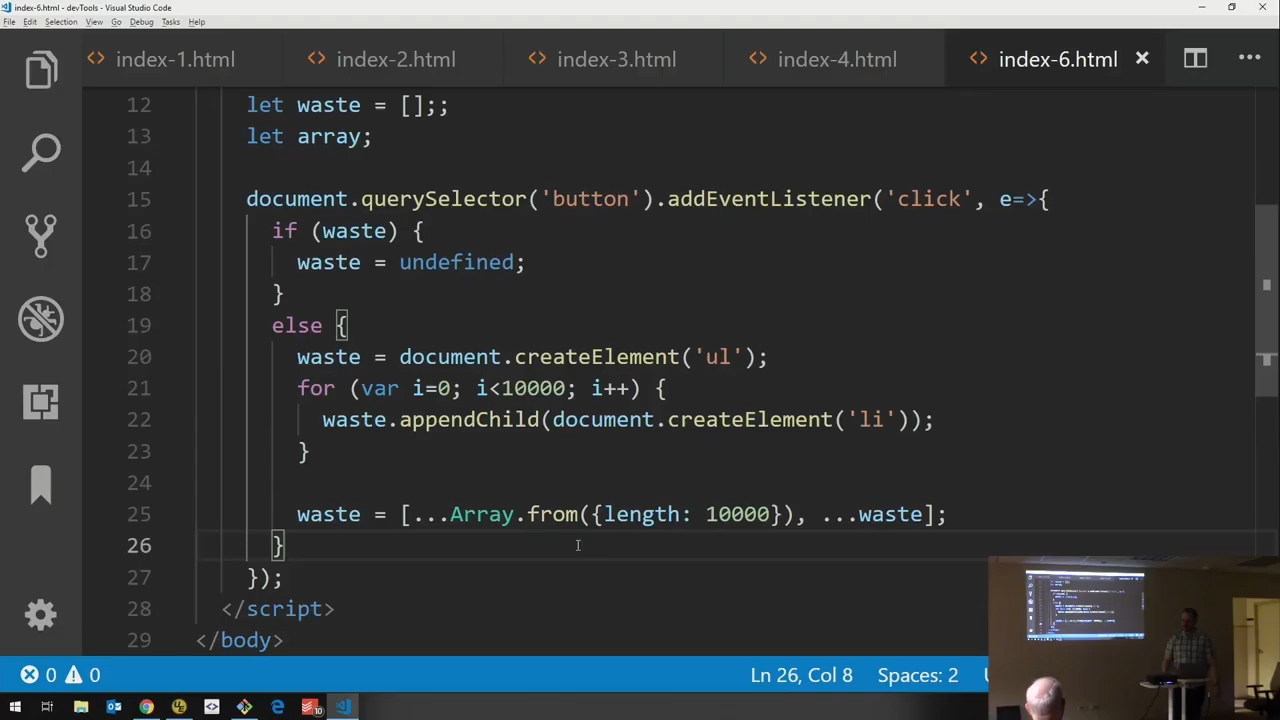 index-6.html - devTools - Visual Studio Code
File Edit Selection View Go Debug Tasks Help
index-1.html index-2.html index-3.html index-4.html index-6.html
12 let waste = [];;
13 let array;
14
15 document.querySelector('button').addEventListener('click', e=>{
16 if (waste) {
17 waste = undefined;
18 }
19 else {
20 waste = document.createElement('ul');
21 for (var i=0; i<10000; i++) {
22 waste.appendChild(document.createElement('li'));
23 }
24
25 waste = [...Array.from({length: 10000}), ...waste];
26 }
27 });
28 </script>
29 </body>
0 0 Ln 26, Col 8 Spaces: 2
10